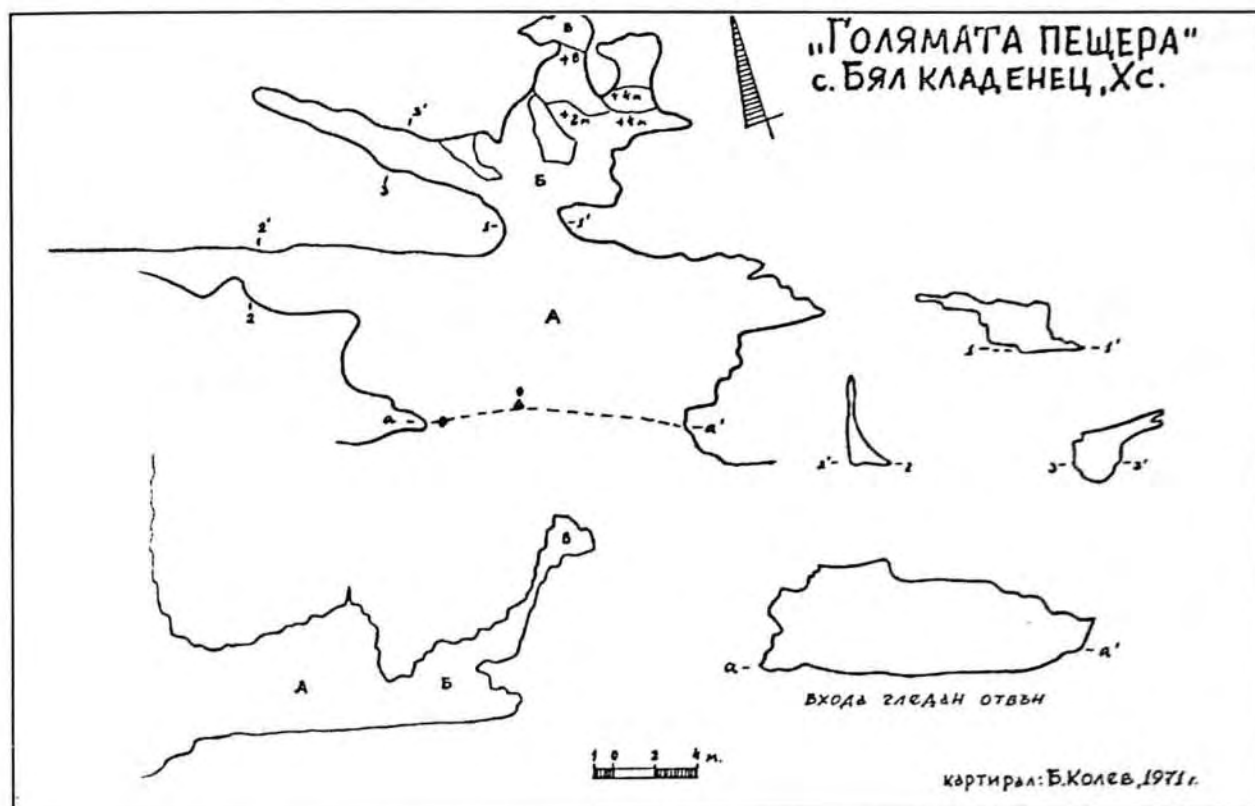 „ГОЛЯМАТА ПЕЩЕРА“
с. БЯЛ КЛАДЕНЕЦ, Хс.
В
+8
+4м
+2м
+4м
3'
Б
3
2'
1
1'
2
А
а
а'
1
1'
2'
2
3
3'
В
А
Б
а
а'
ВХОДА ГЛЕДАН ОТВЪН
1 0 2 4 м.
картирал: Б. Колев, 1971 г.